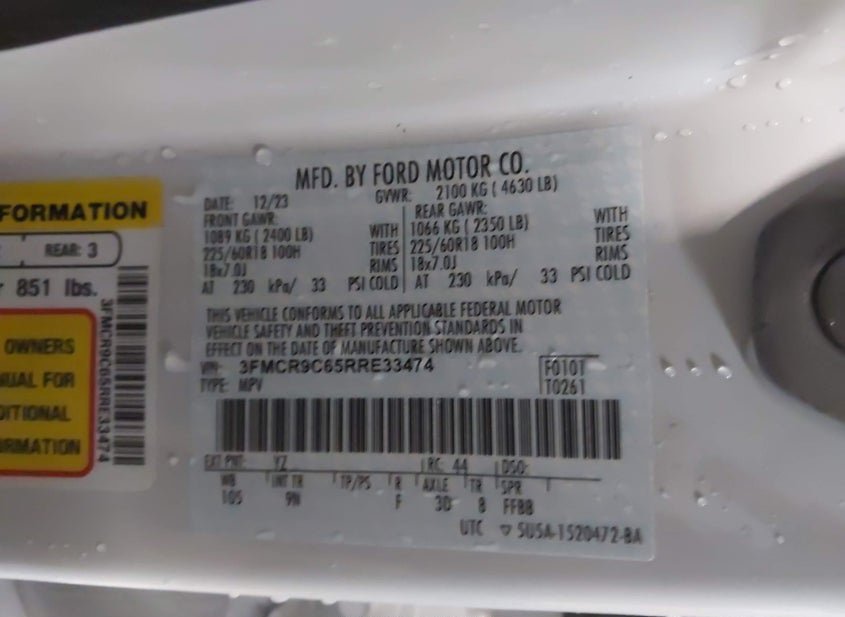 FORMATION
REAR: 3
851 lbs.
OWNERS
FOR
3FMCR9C65RRE33474
MFD. BY FORD MOTOR CO.
DATE: 12/23 GVWR: 2100 KG ( 4630 LB)
FRONT GAWR: REAR GAWR:
1089 KG ( 2400 LB) WITH 1066 KG ( 2350 LB) WITH
225/60R18 100H TIRES 225/60R18 100H TIRES
18x7.0J RIMS 18x7.0J RIMS
AT 230 kPa/ 33 PSI COLD AT 230 kPa/ 33 PSI COLD
THIS VEHICLE CONFORMS TO ALL APPLICABLE FEDERAL MOTOR
VEHICLE SAFETY AND THEFT PREVENTION STANDARDS IN
EFFECT ON THE DATE OF MANUFACTURE SHOWN ABOVE.
VIN: 3FMCR9C65RRE33474 F0101
TYPE: MPV T0261
EXT PNT: YZ RC: 44 DSO:
WB INT TR TP/PS R AXLE TR SPR
105 9N F 3D 8 FFBB
UTC 5U5A-1520472-BA